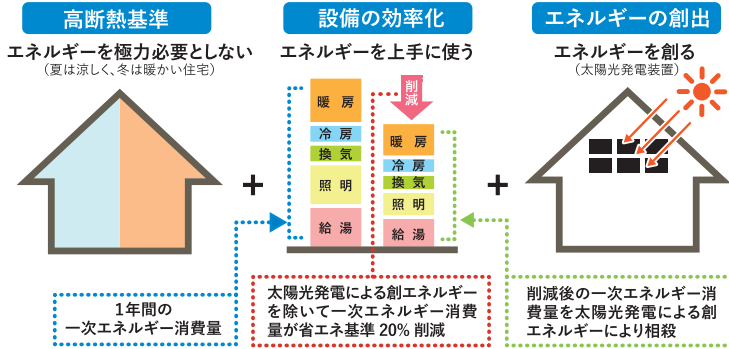 高断熱基準
エネルギーを極力必要としない
（夏は涼しく、冬は暖かい住宅）
設備の効率化
エネルギーを上手に使う
暖房
冷房
換気
照明
給湯
削減
暖房
冷房
換気
照明
給湯
エネルギーの創出
エネルギーを創る
（太陽光発電装置）
+
+
1年間の
一次エネルギー消費量
太陽光発電による創エネルギー
を除いて一次エネルギー消費
量が省エネ基準20%削減
削減後の一次エネルギー消
費量を太陽光発電による創
エネルギーにより相殺